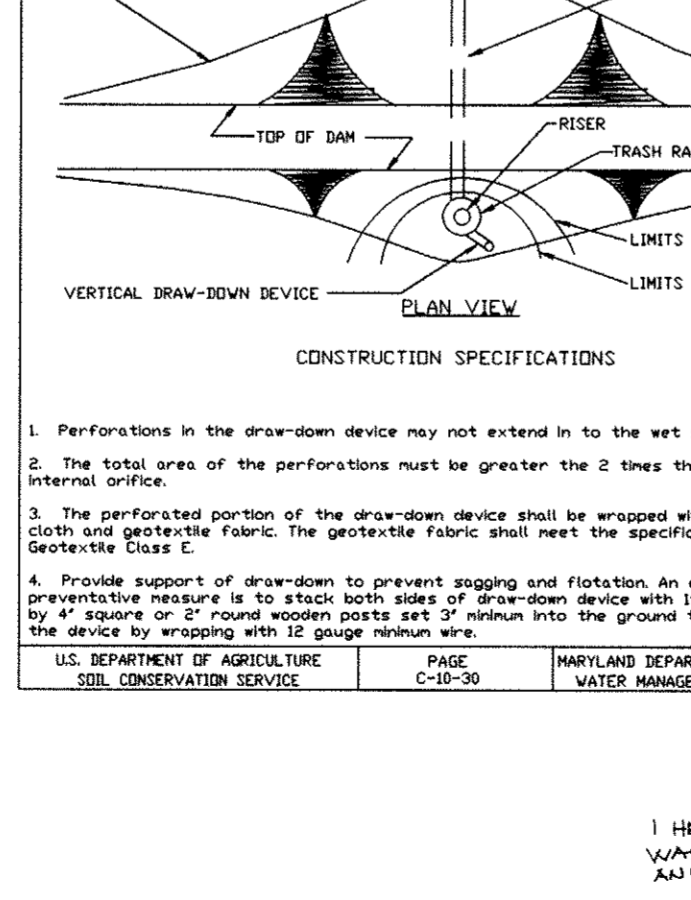 TOP OF DAM
RISER
TRASH RA
LIMITS
LIMITS
VERTICAL DRAW-DOWN DEVICE
PLAN VIEW
CONSTRUCTION SPECIFICATIONS
1. Perforations in the draw-down device may not extend in to the wet
2. The total area of the perforations must be greater the 2 times th
internal orifice.
3. The perforated portion of the draw-down device shall be wrapped wi
cloth and geotextile fabric. The geotextile fabric shall meet the specific
Geotextile Class E.
4. Provide support of draw-down to prevent sagging and flotation. An
preventative measure is to stack both sides of draw-down device with 1"
by 4" square or 2" round wooden posts set 3' minimum into the ground t
the device by wrapping with 12 gauge minimum wire.
U.S. DEPARTMENT OF AGRICULTURE
SOIL CONSERVATION SERVICE
PAGE
C-10-30
MARYLAND DEPAR
WATER MANAGE
I HE
WA
AN